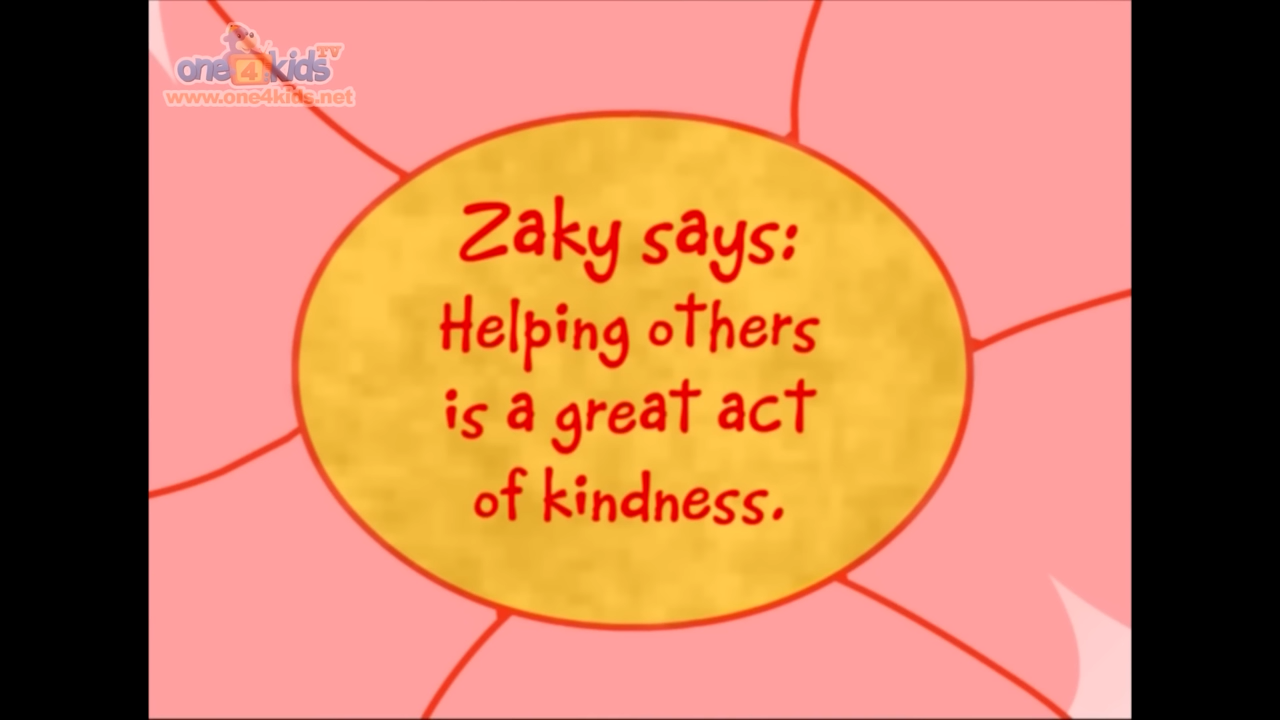 one4kids TV
www.one4kids.net
Zaky says:
Helping others
is a great act
of kindness.